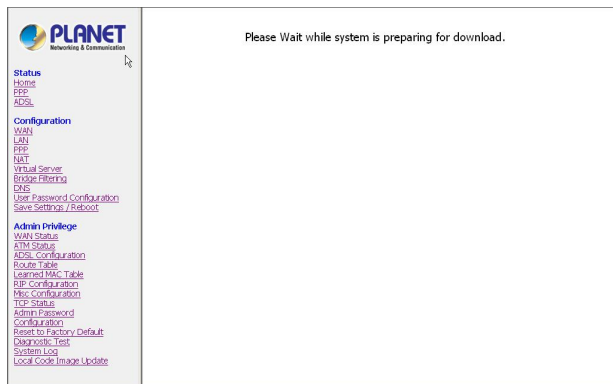 PLANET
Networking & Communication
Status
Home
PPP
ADSL
Configuration
WAN
LAN
PPP
NAT
Virtual Server
Bridge Filtering
DNS
User Password Configuration
Save Settings / Reboot
Admin Privilege
WAN Status
ATM Status
ADSL Configuration
Route Table
Learned MAC Table
RIP Configuration
Misc Configuration
TCP Status
Admin Password
Configuration
Reset to Factory Default
Diagnostic Test
System Log
Local Code Image Update
Please Wait while system is preparing for download.